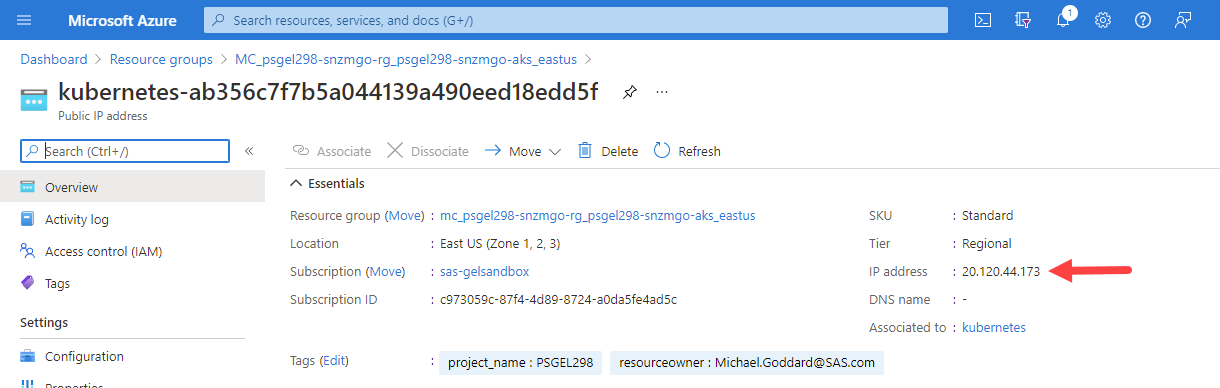 Microsoft Azure
Search resources, services, and docs (G+/)
1
Dashboard > Resource groups > MC_psgel298-snzmgo-rg_psgel298-snzmgo-aks_eastus >
kubernetes-ab356c7f7b5a044139a490eed18edd5f
Public IP address
Search (Ctrl+/)
Overview
Activity log
Access control (IAM)
Tags
Settings
Configuration
Properties
Associate
Dissociate
Move
Delete
Refresh
Essentials
Resource group (Move) : mc_psgel298-snzmgo-rg_psgel298-snzmgo-aks_eastus
Location : East US (Zone 1, 2, 3)
Subscription (Move) : sas-gelsandbox
Subscription ID : c973059c-87f4-4d89-8724-a0da5fe4ad5c
SKU : Standard
Tier : Regional
IP address : 20.120.44.173
DNS name : -
Associated to : kubernetes
Tags (Edit) : project_name : PSGEL298 resourceowner : Michael.Goddard@SAS.com